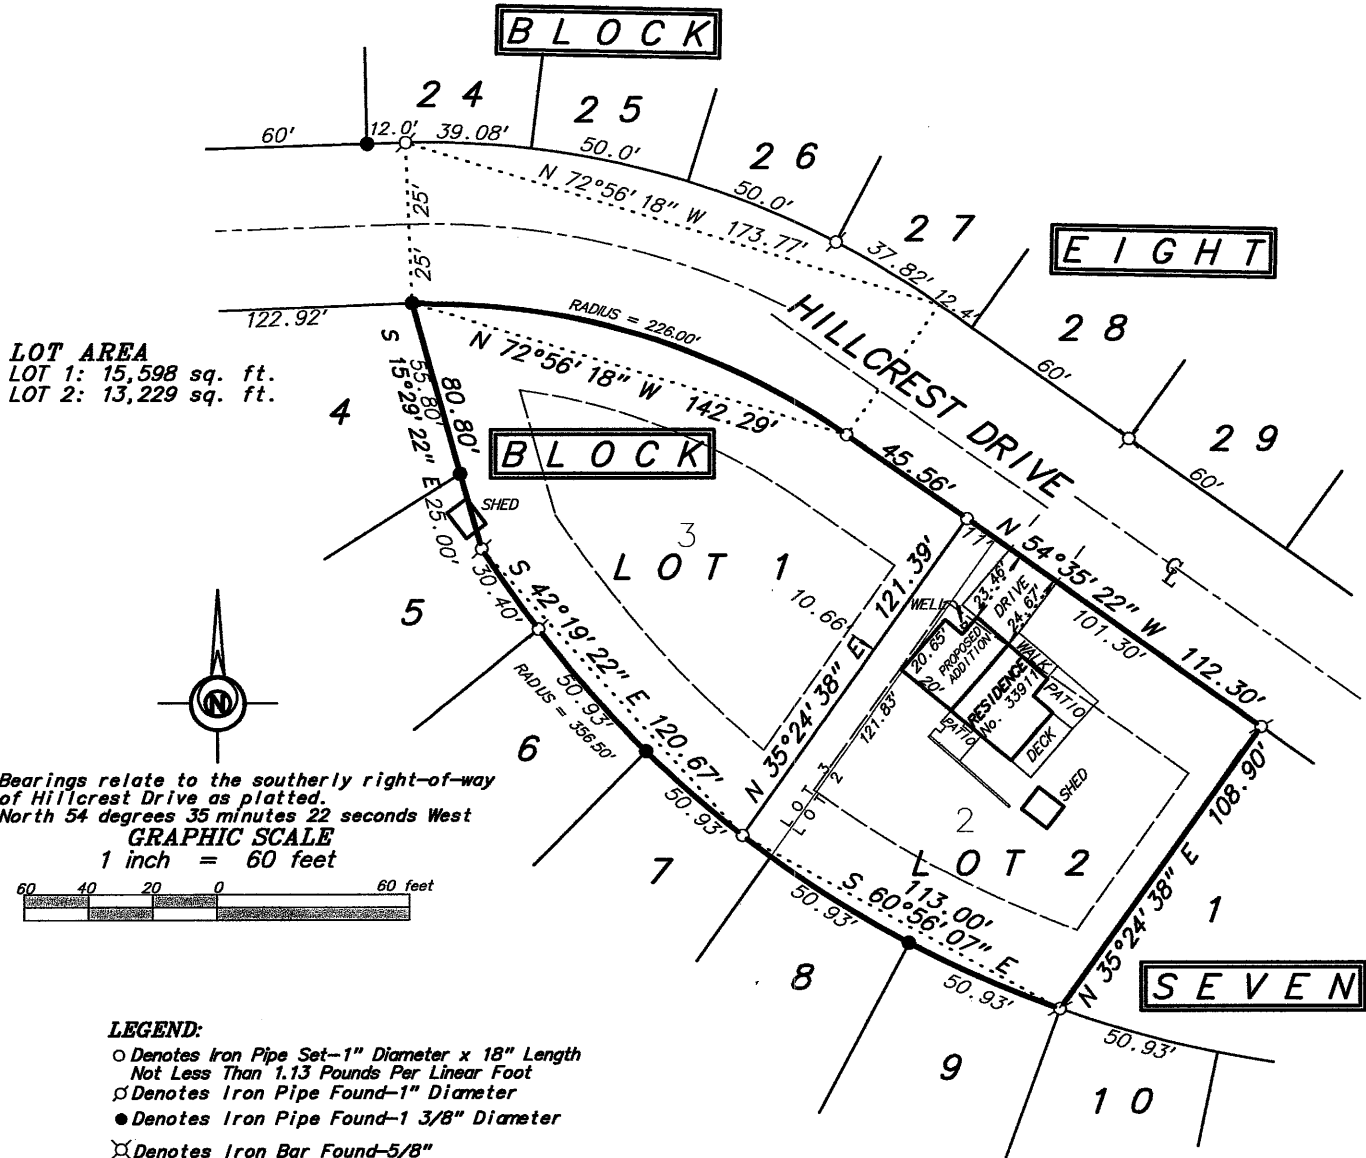 BLOCK
24
25
26
27
EIGHT
28
29
60'
12.0'
39.08'
50.0'
50.0'
37.82'
12.41'
60'
60'
N 72°56' 18" W 173.77'
25'
25'
HILLCREST DRIVE
122.92'
RADIUS = 226.00'
N 72°56' 18" W 142.29'
LOT AREA
LOT 1: 15,598 sq. ft.
LOT 2: 13,229 sq. ft.
4
S 15°29' 22" E
55.80'
80.80'
25.00'
BLOCK
SHED
3
LOT 1
45.56'
N 54°35' 22" W
112.30'
101.30'
11'
CL
121.39'
10.66'
N 35°24' 38" E
121.83'
WELL
23.46'
DRIVE
24.67'
20.65'
PROPOSED
ADDITION
20'
WALK
RESIDENCE
No. 33911
PATIO
PATIO
DECK
SHED
LOT 3
LOT 2
2
LOT 2
5
30.40'
S 42°19' 22" E 120.67'
50.93'
RADIUS = 356.50'
6
50.93'
7
50.93'
113.00'
S 60°56' 07" E
50.93'
8
9
108.90'
N 35°24' 38" E
1
SEVEN
50.93'
10
N
Bearings relate to the southerly right-of-way
of Hillcrest Drive as platted.
North 54 degrees 35 minutes 22 seconds West
GRAPHIC SCALE
1 inch = 60 feet
60 40 20 0 60 feet
LEGEND:
Denotes Iron Pipe Set-1" Diameter x 18" Length
Not Less Than 1.13 Pounds Per Linear Foot
Denotes Iron Pipe Found-1" Diameter
Denotes Iron Pipe Found-1 3/8" Diameter
Denotes Iron Bar Found-5/8"